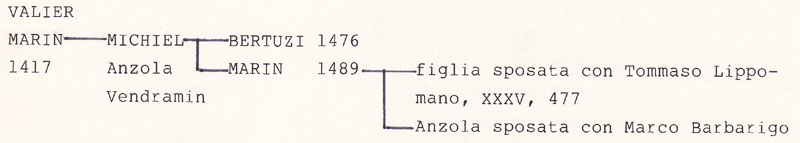 VALIER
MARIN MICHIEL BERTUZI 1476
1417 Anzola MARIN 1489 figlia sposata con Tommaso Lippo-
Vendramin mano, XXXV, 477
Anzola sposata con Marco Barbarigo